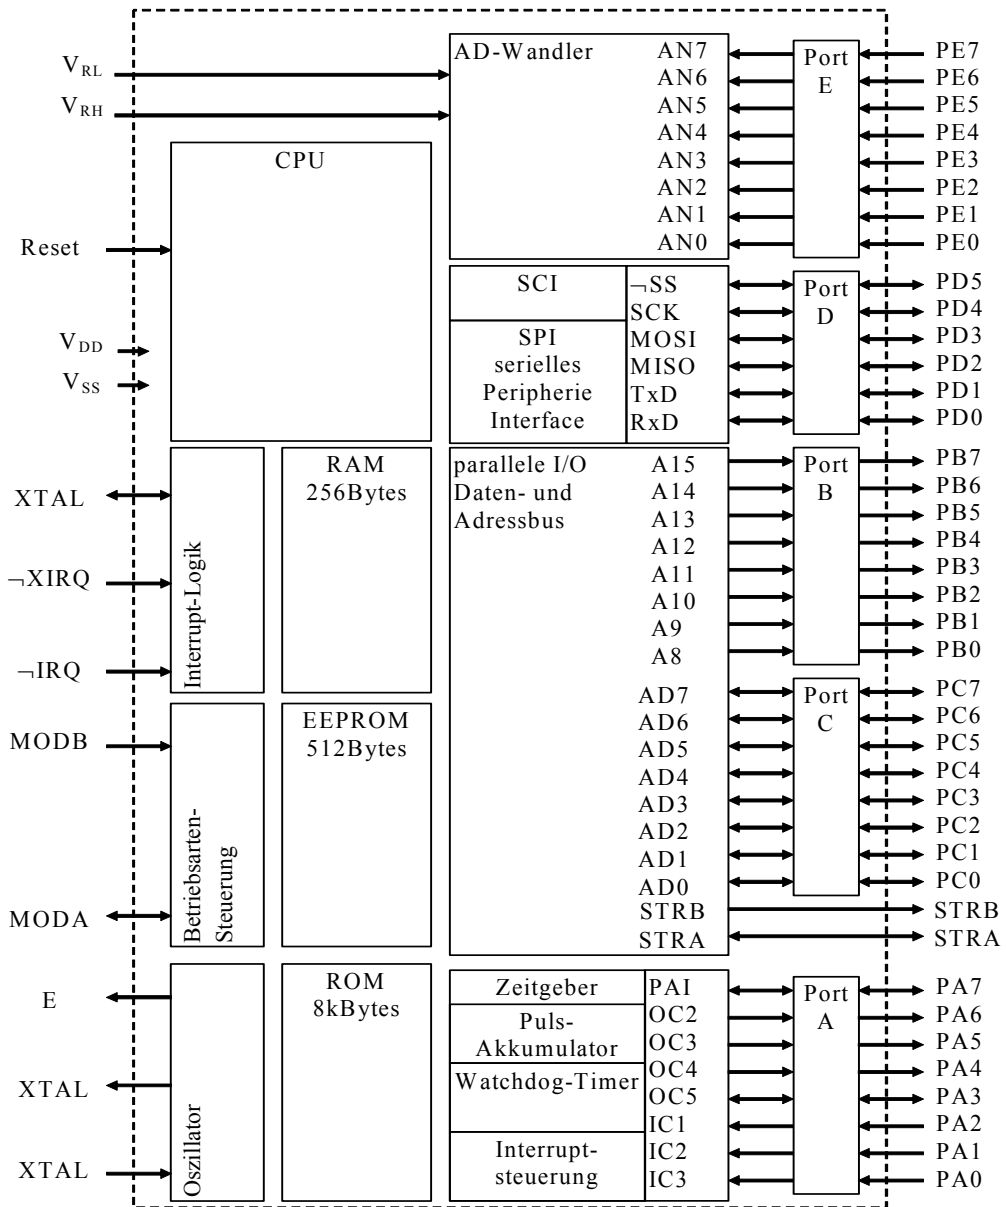 V_RL
V_RH
Reset
V_DD
V_SS
XTAL
¬XIRQ
¬IRQ
MODB
MODA
E
XTAL
XTAL
CPU
Interrupt-Logik
RAM
256Bytes
Betriebsarten-
Steuerung
EEPROM
512Bytes
Oszillator
ROM
8kBytes
AD-Wandler
AN7
AN6
AN5
AN4
AN3
AN2
AN1
AN0
Port
E
PE7
PE6
PE5
PE4
PE3
PE2
PE1
PE0
SCI
SPI
serielles
Peripherie
Interface
¬SS
SCK
MOSI
MISO
TxD
RxD
Port
D
PD5
PD4
PD3
PD2
PD1
PD0
parallele I/O
Daten- und
Adressbus
A15
A14
A13
A12
A11
A10
A9
A8
Port
B
PB7
PB6
PB5
PB4
PB3
PB2
PB1
PB0
AD7
AD6
AD5
AD4
AD3
AD2
AD1
AD0
STRB
STRA
Port
C
PC7
PC6
PC5
PC4
PC3
PC2
PC1
PC0
STRB
STRA
Zeitgeber
Puls-
Akkumulator
Watchdog-Timer
Interrupt-
steuerung
PAI
OC2
OC3
OC4
OC5
IC1
IC2
IC3
Port
A
PA7
PA6
PA5
PA4
PA3
PA2
PA1
PA0